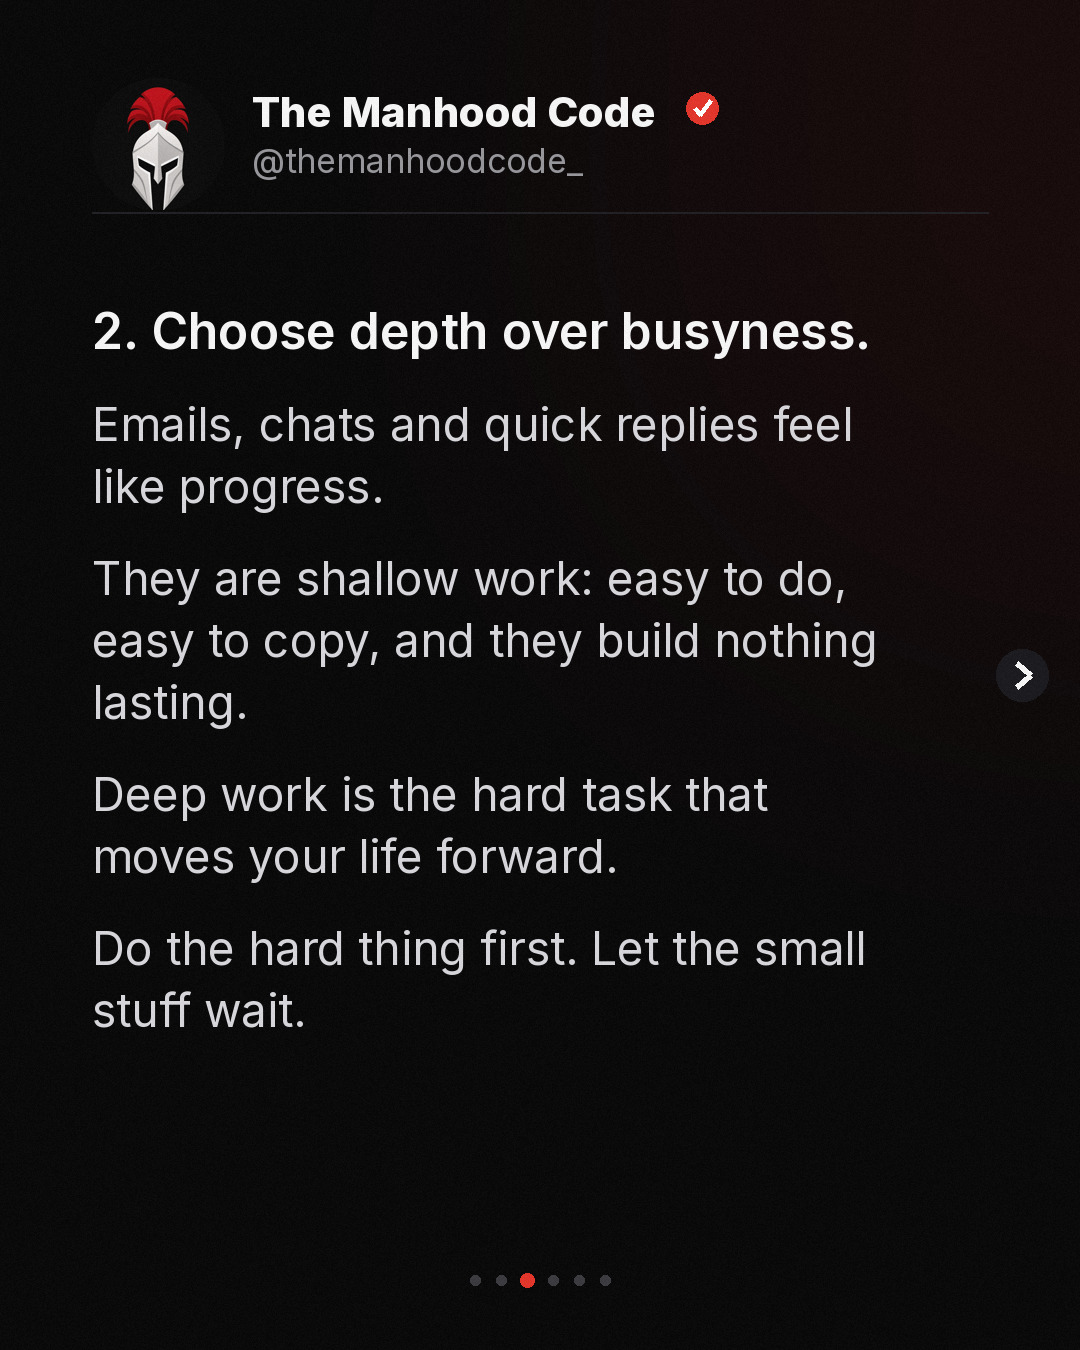 The Manhood Code
@themanhoodcode_
2. Choose depth over busyness.
Emails, chats and quick replies feel
like progress.
They are shallow work: easy to do,
easy to copy, and they build nothing
lasting.
Deep work is the hard task that
moves your life forward.
Do the hard thing first. Let the small
stuff wait.